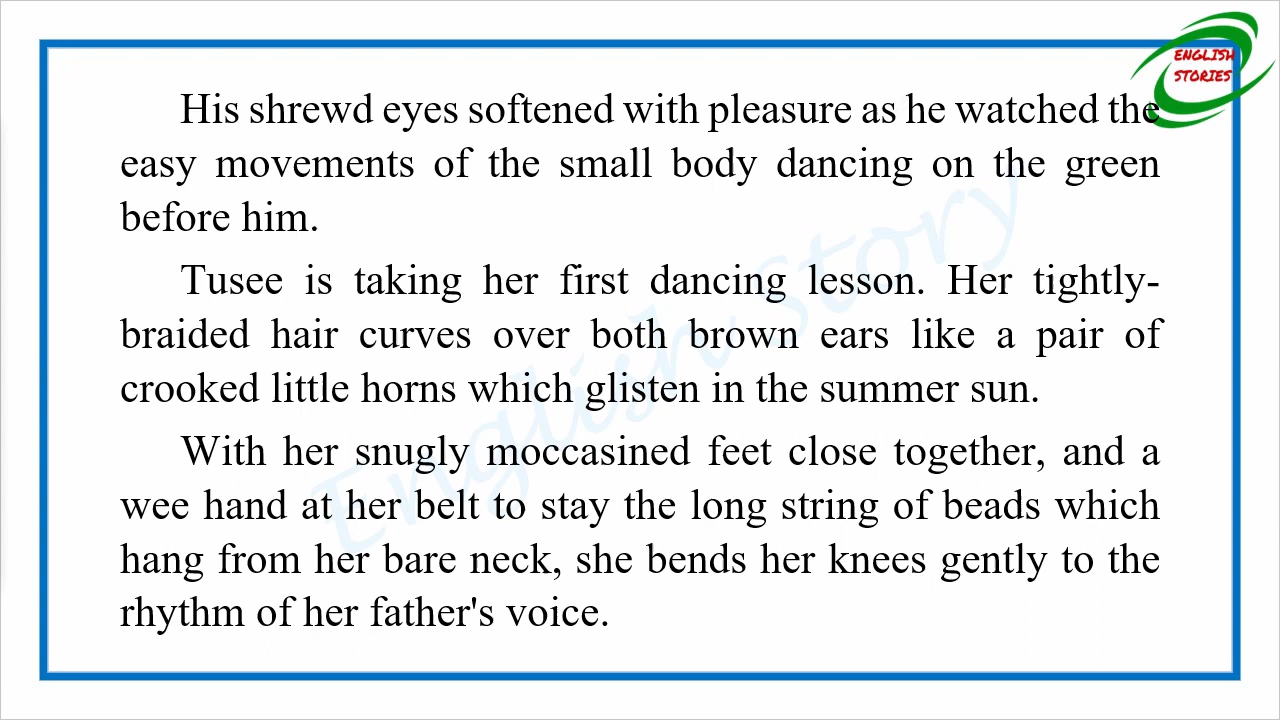 ENGLISH
STORIES
His shrewd eyes softened with pleasure as he watched the
easy movements of the small body dancing on the green
before him.
Tusee is taking her first dancing lesson. Her tightly-
braided hair curves over both brown ears like a pair of
crooked little horns which glisten in the summer sun.
With her snugly moccasined feet close together, and a
wee hand at her belt to stay the long string of beads which
hang from her bare neck, she bends her knees gently to the
rhythm of her father's voice.
English Story